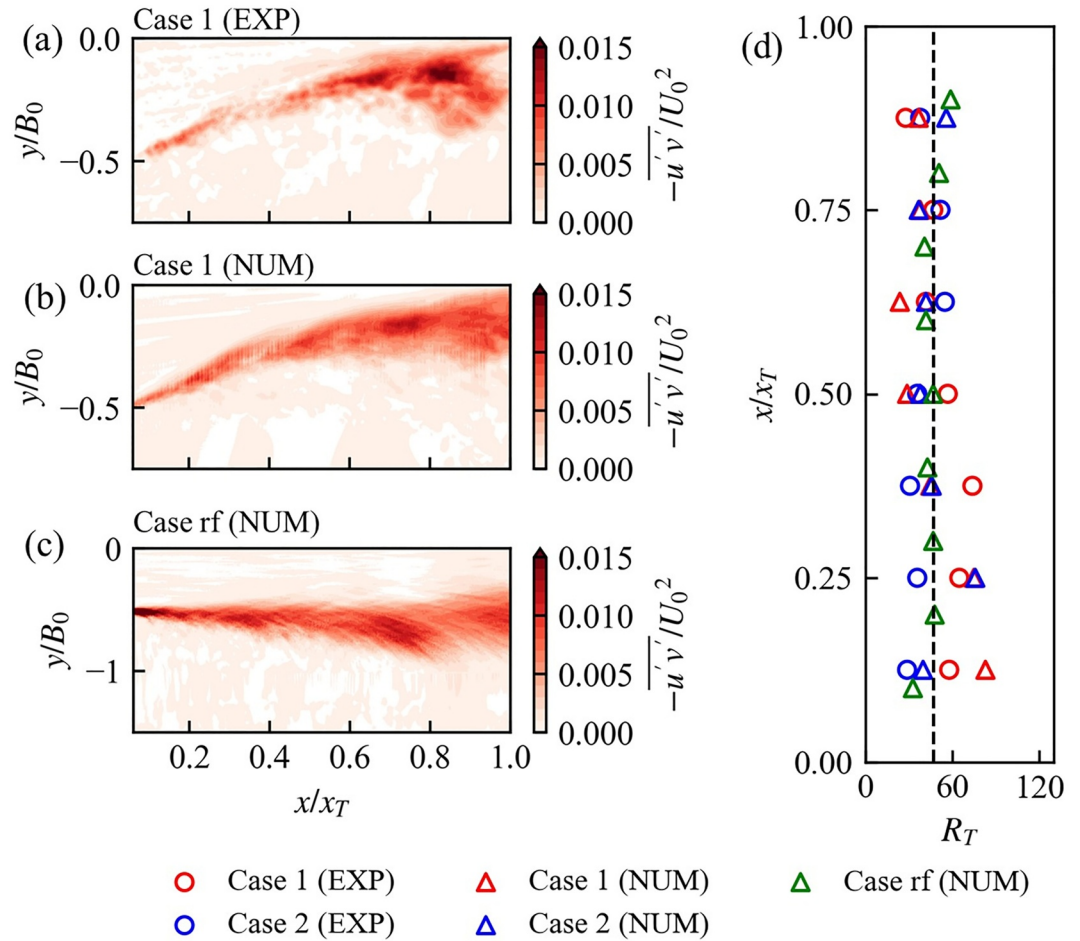 (a)
Case 1 (EXP)
0.0
−0.5
y/B₀
0.015
0.010
0.005
0.000
−u′v′/U₀²
(b)
Case 1 (NUM)
0.0
−0.5
y/B₀
0.015
0.010
0.005
0.000
−u′v′/U₀²
(c)
Case rf (NUM)
0
−1
y/B₀
0.2 0.4 0.6 0.8 1.0
x/x_T
0.015
0.010
0.005
0.000
−u′v′/U₀²
(d)
1.00
0.75
0.50
0.25
0.00
x/x_T
0 60 120
R_T
Case 1 (EXP) Case 1 (NUM) Case rf (NUM)
Case 2 (EXP) Case 2 (NUM)